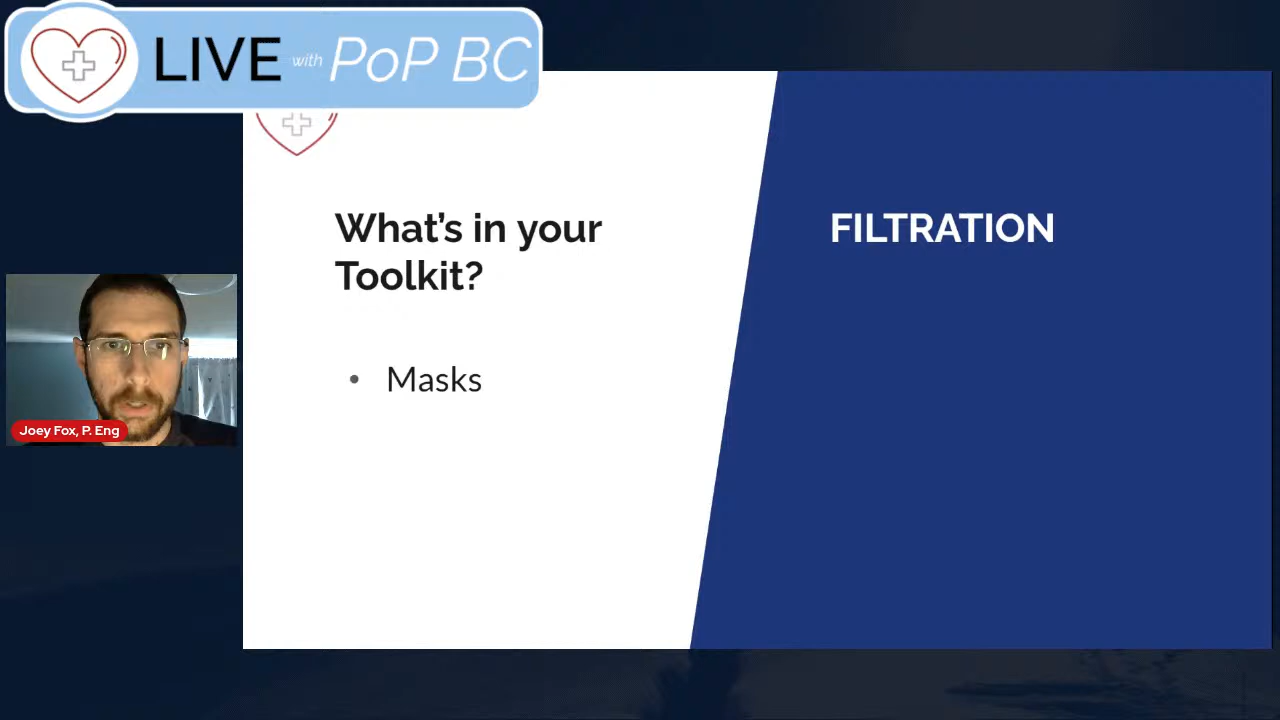 LIVE with PoP BC
What's in your
Toolkit?
• Masks
FILTRATION
Joey Fox, P. Eng